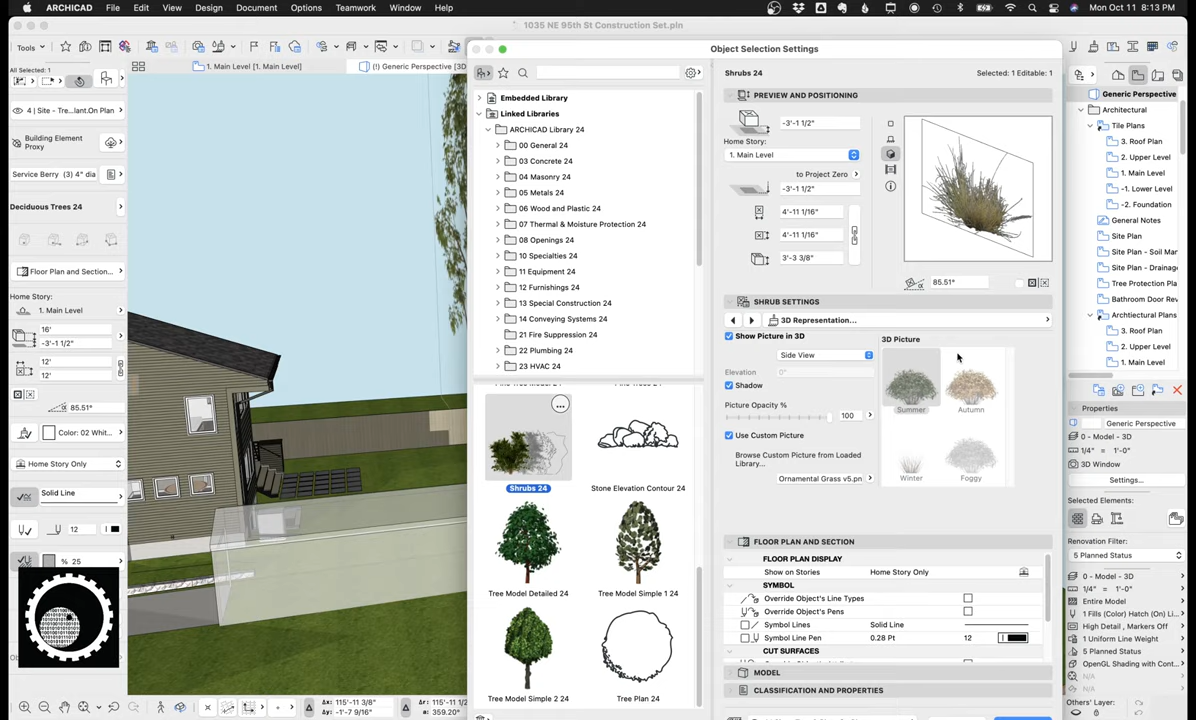 ARCHICAD File Edit View Design Document Options Teamwork Window Help
Mon Oct 11 8:13 PM
1035 NE 95th St Construction Set.pln
Tools
All Selected: 1
4 | Site - Tre...lant.On Plan
Building Element
Proxy
Service Berry (3) 4" dia
Deciduous Trees 24
Floor Plan and Section...
Home Story:
1. Main Level
16'
-3'-1 1/2"
12'
12'
85.51°
Color: 02 Whit...
Home Story Only
Solid Line
12
% 25
1. Main Level [1. Main Level]
(!) Generic Perspective [3D
Δx: 115'-11 3/8"
Δy: -1'-7 9/16"
Δr: 115'-11 1/2
a: 359.20°
Object Selection Settings
Embedded Library
Linked Libraries
ARCHICAD Library 24
00 General 24
03 Concrete 24
04 Masonry 24
05 Metals 24
06 Wood and Plastic 24
07 Thermal & Moisture Protection 24
08 Openings 24
10 Specialties 24
11 Equipment 24
12 Furnishings 24
13 Special Construction 24
14 Conveying Systems 24
21 Fire Suppression 24
22 Plumbing 24
23 HVAC 24
Shrubs 24
Stone Elevation Contour 24
Tree Model Detailed 24
Tree Model Simple 1 24
Tree Model Simple 2 24
Tree Plan 24
Shrubs 24
Selected: 1 Editable: 1
PREVIEW AND POSITIONING
-3'-1 1/2"
Home Story:
1. Main Level
to Project Zero
-3'-1 1/2"
4'-11 1/16"
4'-11 1/16"
3'-3 3/8"
85.51°
SHRUB SETTINGS
3D Representation...
Show Picture in 3D
Side View
Elevation 0°
Shadow
Picture Opacity % 100
Use Custom Picture
Browse Custom Picture from Loaded
Library...
Ornamental Grass v5.pn
3D Picture
Summer
Autumn
Winter
Foggy
FLOOR PLAN AND SECTION
FLOOR PLAN DISPLAY
Show on Stories Home Story Only
SYMBOL
Override Object's Line Types
Override Object's Pens
Symbol Lines Solid Line
Symbol Line Pen 0.28 Pt 12
CUT SURFACES
MODEL
CLASSIFICATION AND PROPERTIES
Generic Perspective
Architectural
Tile Plans
3. Roof Plan
2. Upper Level
1. Main Level
-1. Lower Level
-2. Foundation
General Notes
Site Plan
Site Plan - Soil Mar
Site Plan - Drainage
Tree Protection Pla
Bathroom Door Rev
Archtiectural Plans
3. Roof Plan
2. Upper Level
1. Main Level
Properties
Generic Perspective
0 - Model - 3D
1/4" = 1'-0"
3D Window
Settings...
Selected Elements:
Renovation Filter:
5 Planned Status
0 - Model - 3D
1/4" = 1'-0"
Entire Model
1 Fills (Color) Hatch (On) Li...
High Detail , Markers Off
1 Uniform Line Weight
5 Planned Status
OpenGL Shading with Cont...
N/A
N/A
Others' Layer: